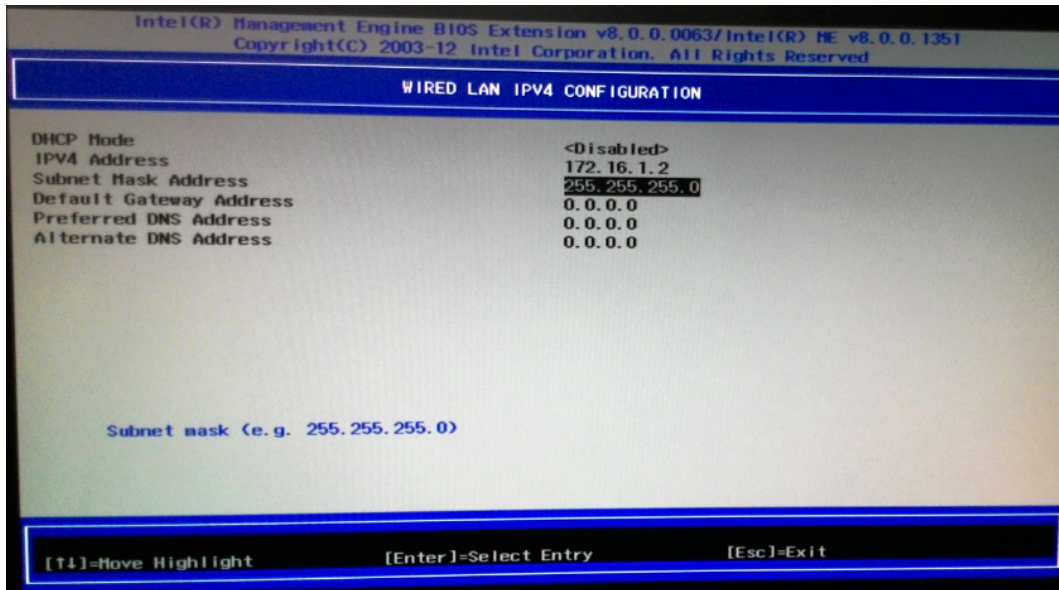 Intel(R) Management Engine BIOS Extension v8.0.0.0063/Intel(R) ME v8.0.0.1351
Copyright(C) 2003-12 Intel Corporation. All Rights Reserved
WIRED LAN IPV4 CONFIGURATION
DHCP Mode <Disabled>
IPV4 Address 172.16.1.2
Subnet Mask Address 255.255.255.0
Default Gateway Address 0.0.0.0
Preferred DNS Address 0.0.0.0
Alternate DNS Address 0.0.0.0
Subnet mask (e.g. 255.255.255.0)
[↑↓]=Move Highlight [Enter]=Select Entry [Esc]=Exit